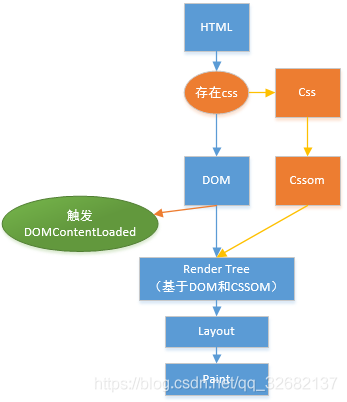 HTML
存在css
Css
DOM
Cssom
触发
DOMContentLoaded
Render Tree
（基于DOM和CSSOM）
Layout
Paint
https://blog.csdn.net/qq_32682137